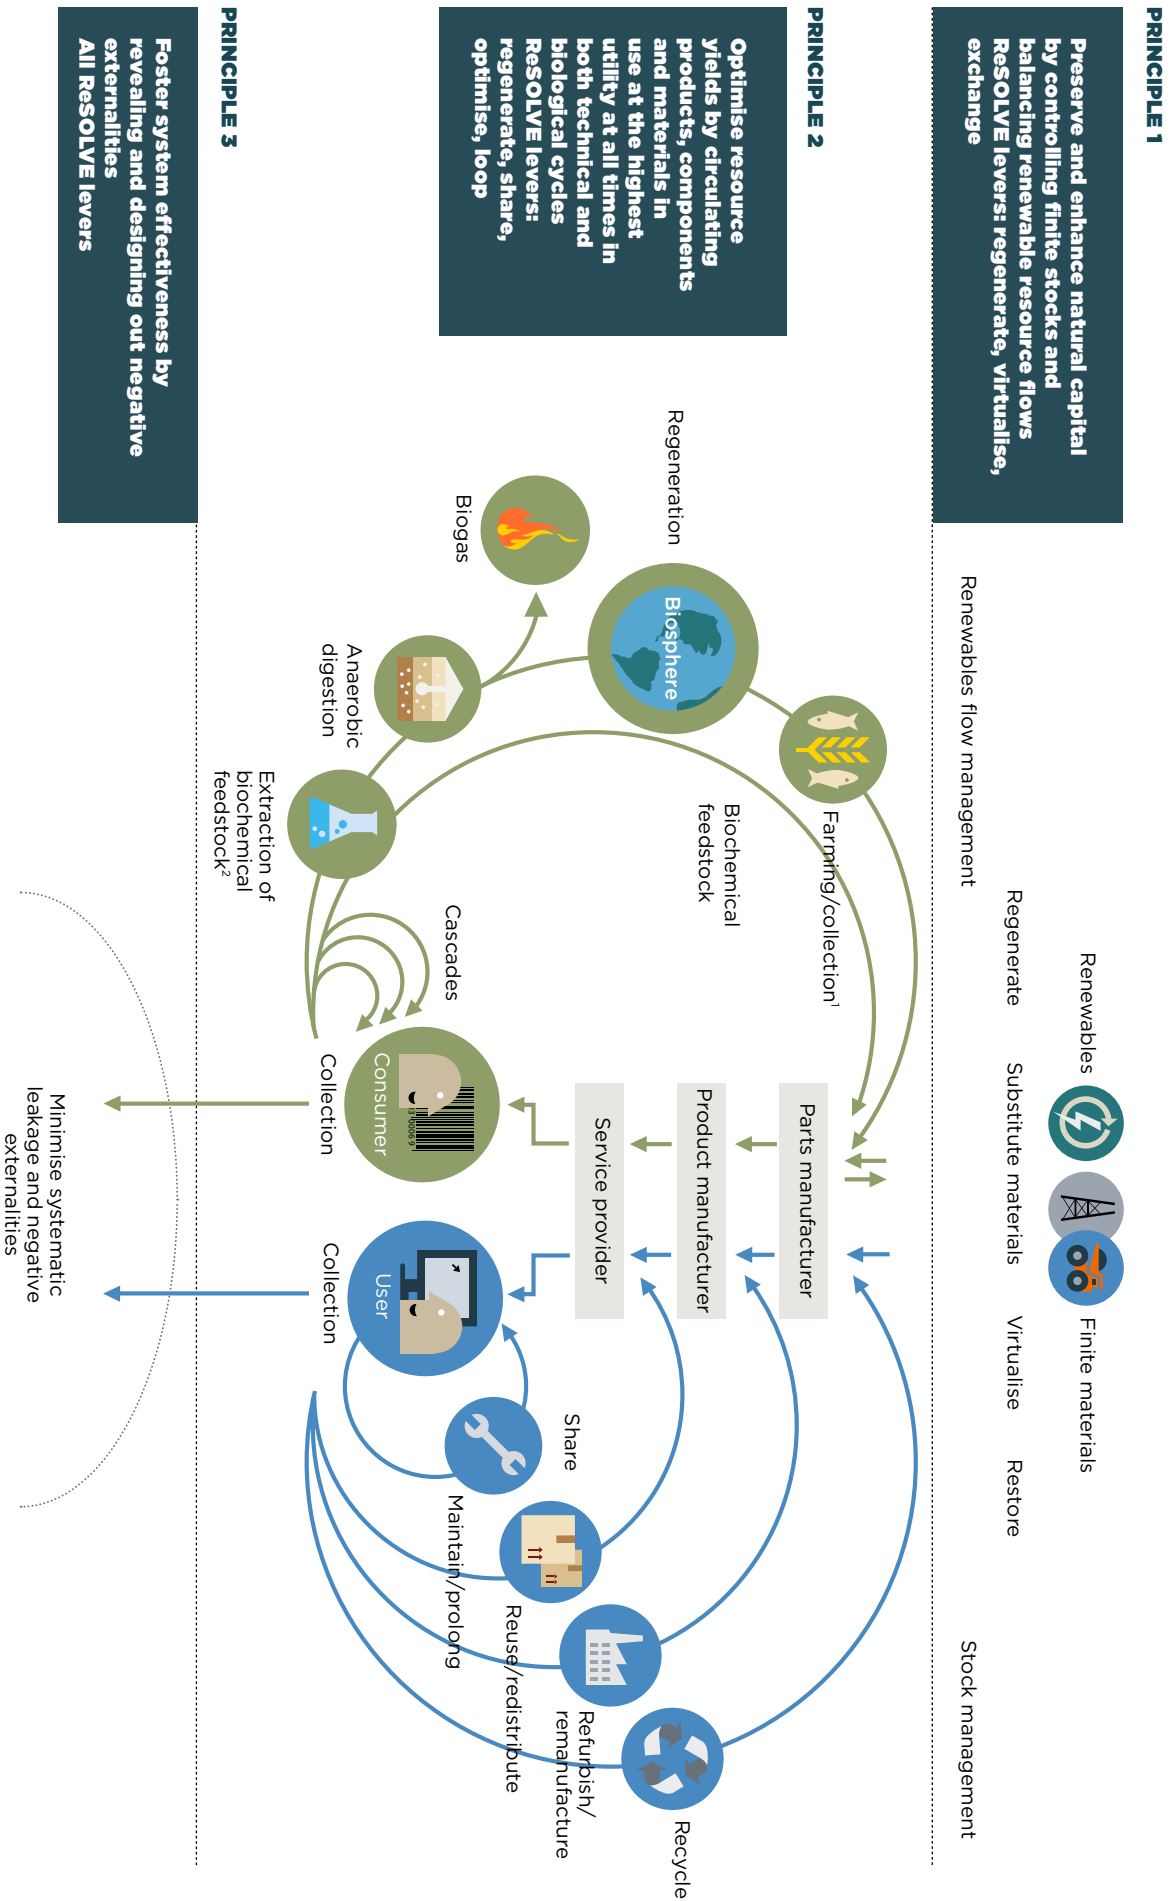 PRINCIPLE 1
Preserve and enhance natural capital
by controlling finite stocks and
balancing renewable resource flows
ReSOLVE levers: regenerate, virtualise,
exchange
Renewables
Finite materials
Regenerate
Substitute materials
Virtualise
Restore
Renewables flow management
Stock management
PRINCIPLE 2
Optimise resource
yields by circulating
products, components
and materials in
use at the highest
utility at all times in
both technical and
biological cycles
ReSOLVE levers:
regenerate, share,
optimise, loop
Farming/collection¹
Parts manufacturer
Biochemical
feedstock
Regeneration
Biosphere
Product manufacturer
Recycle
Service provider
Share
Refurbish/
remanufacture
Reuse/redistribute
Biogas
Cascades
Maintain/prolong
Consumer
User
Anaerobic
digestion
Collection
Collection
Extraction of
biochemical
feedstock²
PRINCIPLE 3
Foster system effectiveness by
revealing and designing out negative
externalities
All ReSOLVE levers
Minimise systematic
leakage and negative
externalities